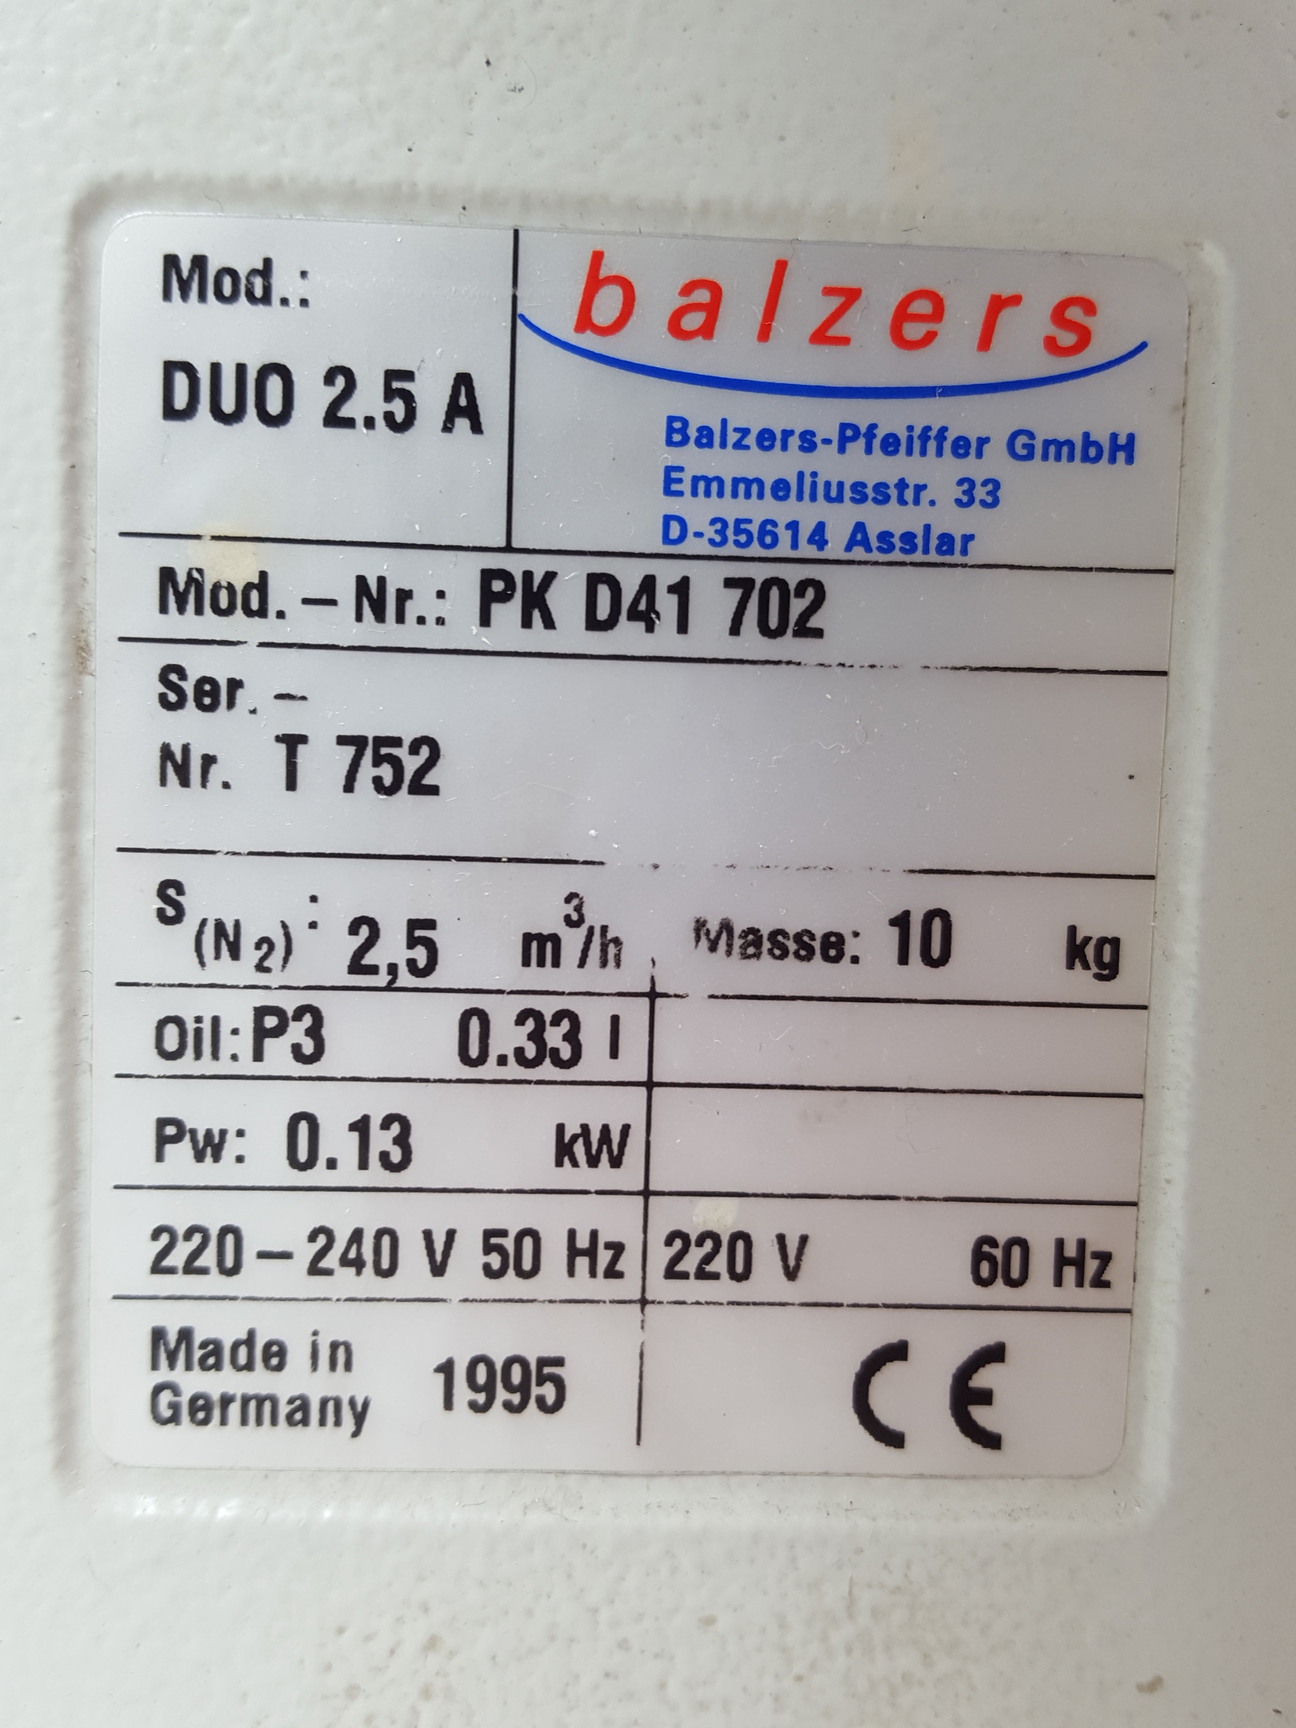 Mod.:
DUO 2.5 A
balzers
Balzers-Pfeiffer GmbH
Emmeliusstr. 33
D-35614 Asslar
Mod. – Nr.: PK D41 702
Ser. –
Nr. T 752
S(N2): 2,5 m³/h Masse: 10 kg
Oil: P3 0.33 l
Pw: 0.13 kW
220 – 240 V 50 Hz 220 V 60 Hz
Made in
Germany 1995
CE